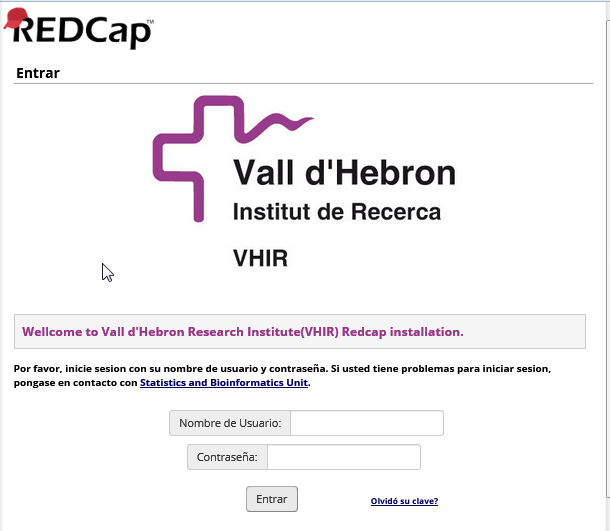 REDCap™
Entrar
Vall d'Hebron
Institut de Recerca
VHIR
Wellcome to Vall d'Hebron Research Institute(VHIR) Redcap installation.
Por favor, inicie sesion con su nombre de usuario y contraseña. Si usted tiene problemas para iniciar sesion,
pongase en contacto con Statistics and Bioinformatics Unit.
Nombre de Usuario:
Contraseña:
Entrar
Olvidó su clave?